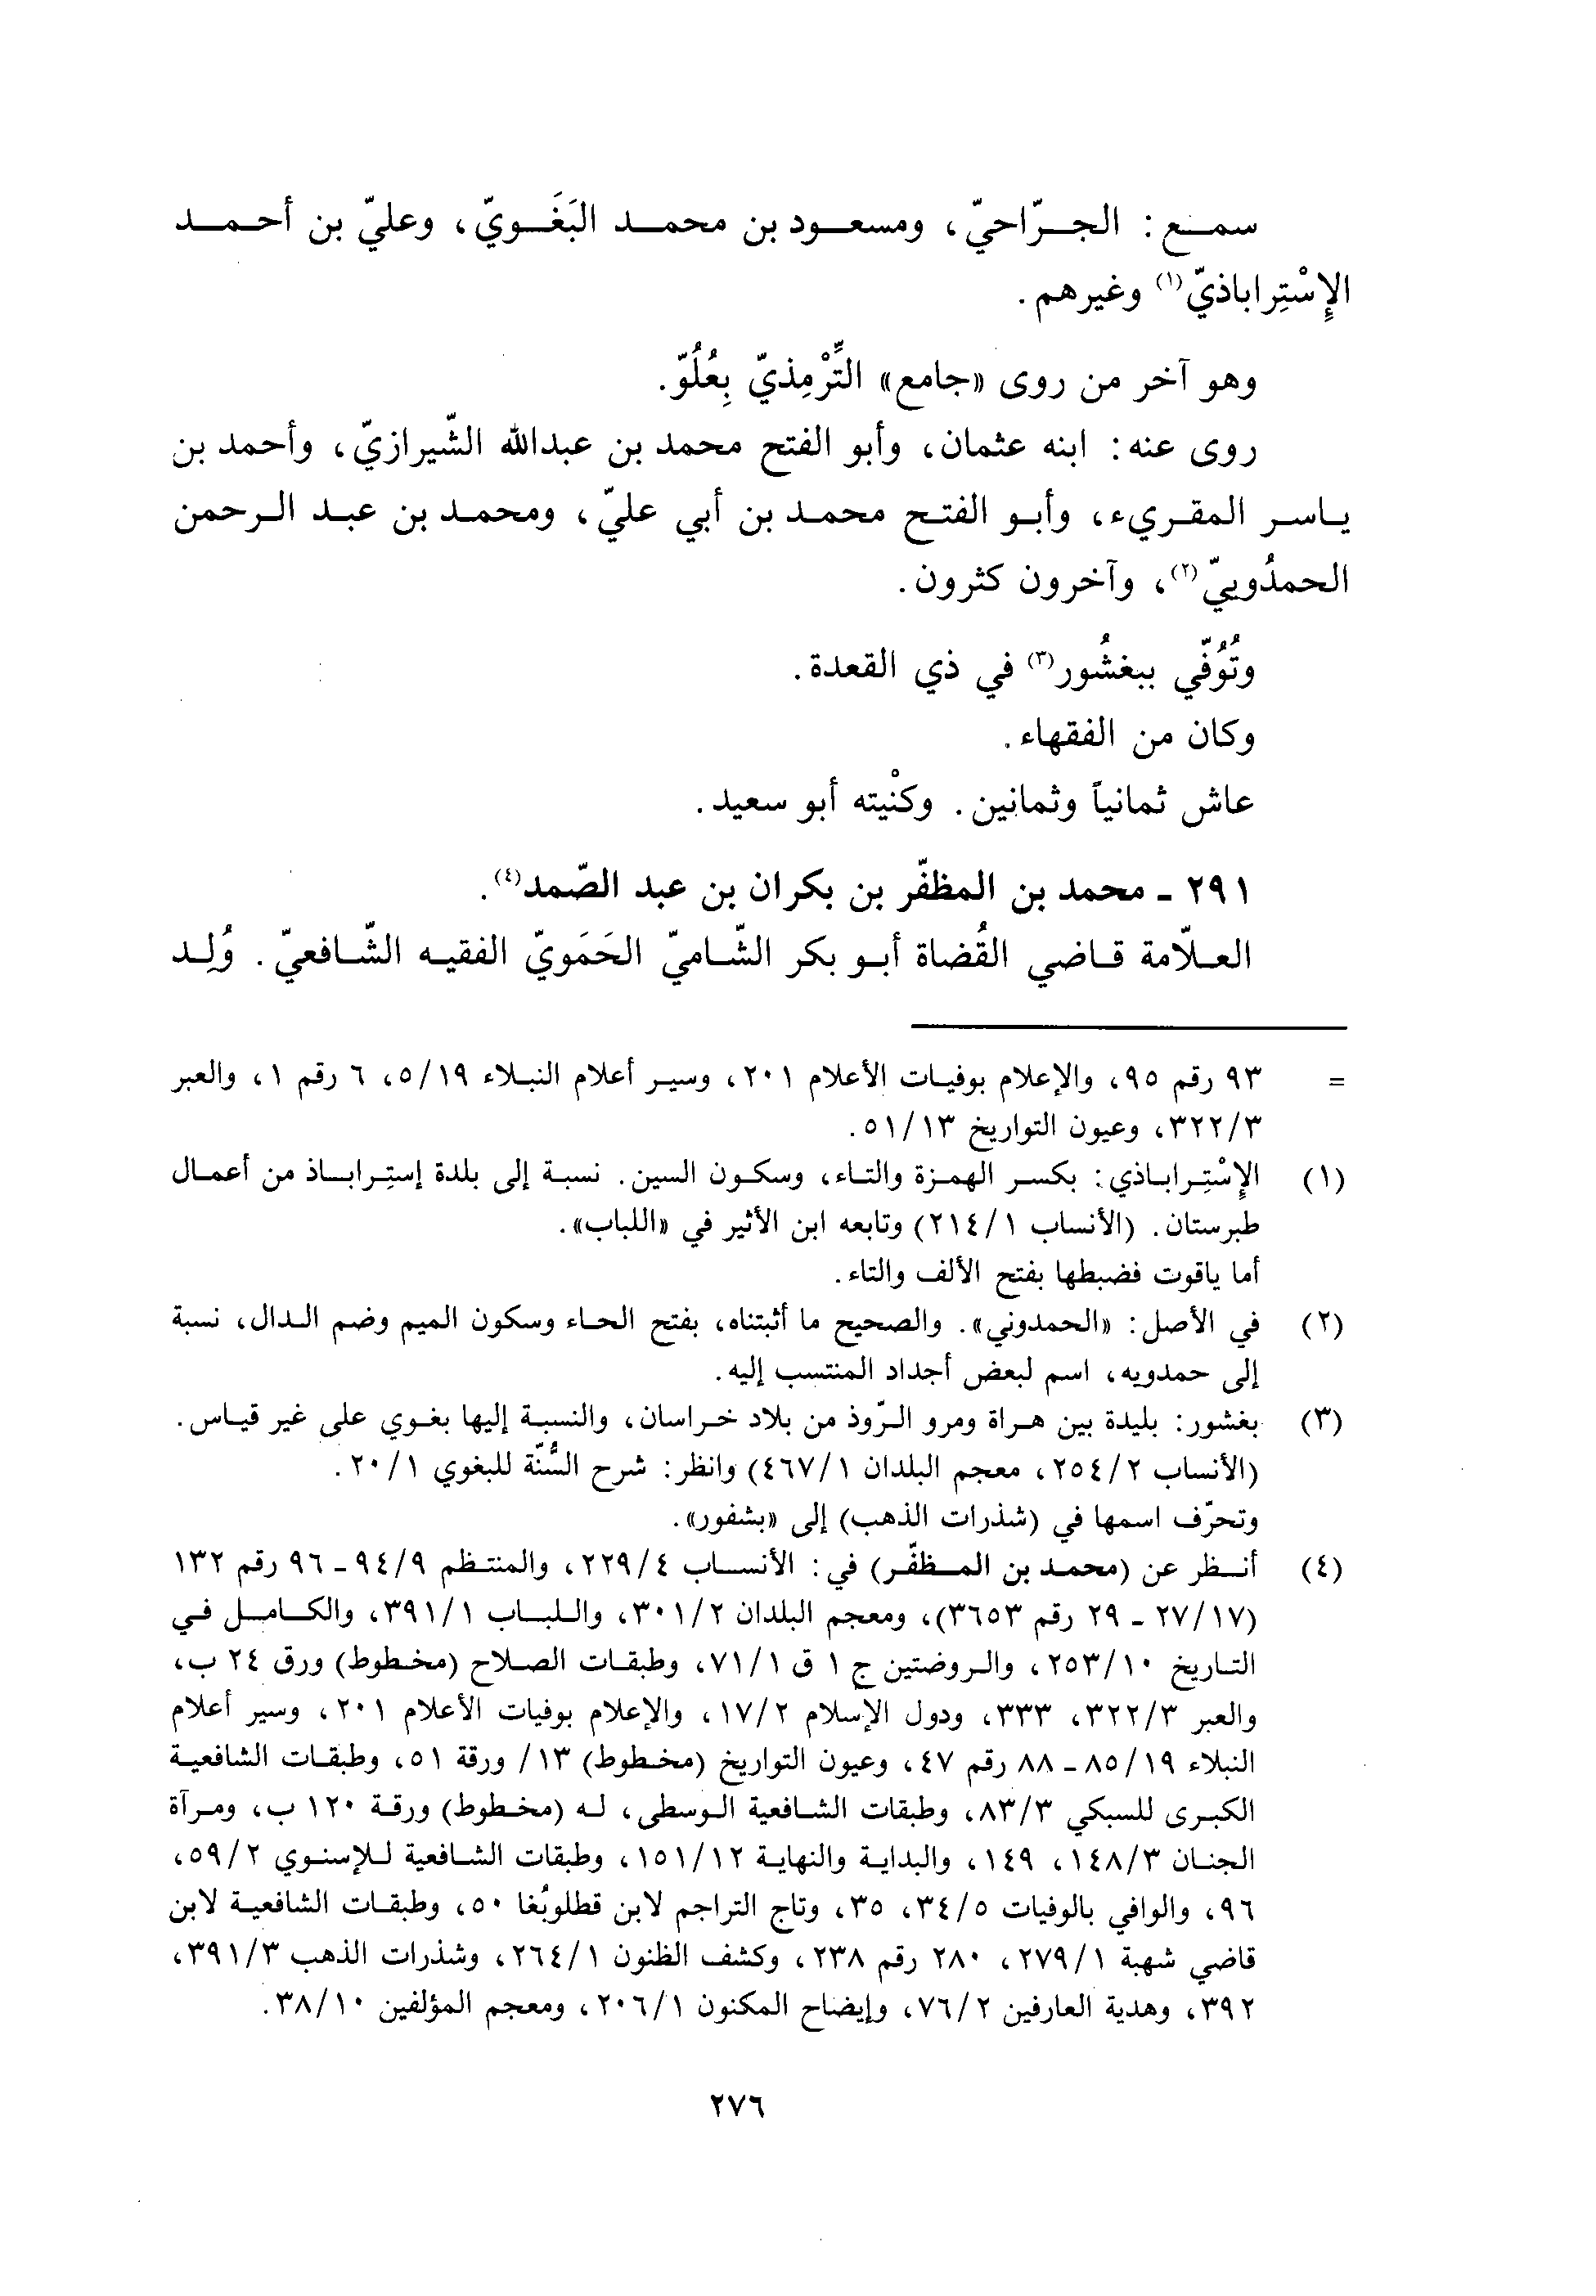 سمع: الجرّاحيّ، ومسعود بن محمد البَغَويّ، وعليّ بن أحمد
الإِسْتِراباذيّ(١) وغيرهم.
وهو آخر من روى «جامع» التِّرْمِذيّ بِعُلُوّ.
روى عنه: ابنه عثمان، وأبو الفتح محمد بن عبدالله الشّيرازيّ، وأحمد بن
ياسر المقريء، وأبو الفتح محمد بن أبي عليّ، ومحمد بن عبد الرحمن
الحمدُوييّ(٢)، وآخرون كثرون.
وتُوُفّي ببغشُور(٣) في ذي القعدة.
وكان من الفقهاء.
عاش ثمانياً وثمانين. وكنْيته أبو سعيد.
٢٩١ - محمد بن المظفّر بن بكران بن عبد الصّمد(٤).
العلّامة قاضي القُضاة أبو بكر الشّاميّ الحَمَويّ الفقيه الشّافعيّ. وُلِد
= ٩٣ رقم ٩٥، والإعلام بوفيات الأعلام ٢٠١، وسير أعلام النبلاء ٥/١٩، ٦ رقم ١، والعبر
٣٢٢/٣، وعيون التواريخ ٥١/١٣.
(١) الإِسْتِراباذي: بكسر الهمزة والتاء، وسكون السين. نسبة إلى بلدة إستِراباذ من أعمال
طبرستان. (الأنساب ٢١٤/١) وتابعه ابن الأثير في «اللباب».
أما ياقوت فضبطها بفتح الألف والتاء.
(٢) في الأصل: «الحمدوني». والصحيح ما أثبتناه، بفتح الحاء وسكون الميم وضم الدال، نسبة
إلى حمدويه، اسم لبعض أجداد المنتسب إليه.
(٣) بغشور: بليدة بين هراة ومرو الرّوذ من بلاد خراسان، والنسبة إليها بغوي على غير قياس.
(الأنساب ٢٥٤/٢، معجم البلدان ٤٦٧/١) وانظر: شرح السُّنّة للبغوي ٢٠/١.
وتحرّف اسمها في (شذرات الذهب) إلى «بشفور».
(٤) أنظر عن (محمد بن المظفّر) في: الأنساب ٢٢٩/٤، والمنتظم ٩٤/٩ - ٩٦ رقم ١٣٢
(٢٧/١٧ - ٢٩ رقم ٣٦٥٣)، ومعجم البلدان ٣٠١/٢، واللباب ٣٩١/١، والكامل في
التاريخ ٢٥٣/١٠، والروضتين ج ١ ق ٧١/١، وطبقات الصلاح (مخطوط) ورق ٢٤ ب،
والعبر ٣٢٢/٣، ٣٣٣، ودول الإسلام ١٧/٢، والإعلام بوفيات الأعلام ٢٠١، وسير أعلام
النبلاء ٨٥/١٩ - ٨٨ رقم ٤٧، وعيون التواريخ (مخطوط) ١٣/ ورقة ٥١، وطبقات الشافعية
الكبرى للسبكي ٨٣/٣، وطبقات الشافعية الوسطى، له (مخطوط) ورقة ١٢٠ ب، ومرآة
الجنان ١٤٨/٣، ١٤٩، والبداية والنهاية ١٥١/١٢، وطبقات الشافعية للإسنوي ٥٩/٢،
٩٦، والوافي بالوفيات ٣٤/٥، ٣٥، وتاج التراجم لابن قطلوبُغا ٥٠، وطبقات الشافعية لابن
قاضي شهبة ٢٧٩/١، ٢٨٠ رقم ٢٣٨، وكشف الظنون ٢٦٤/١، وشذرات الذهب ٣٩١/٣،
٣٩٢، وهدية العارفين ٧٦/٢، وإيضاح المكنون ٢٠٦/١، ومعجم المؤلفين ٣٨/١٠.
٢٧٦